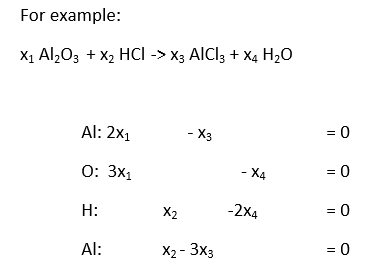 For example:
x₁ Al₂O₃ + x₂ HCl -> x₃ AlCl₃ + x₄ H₂O
Al: 2x₁ - x₃ = 0
O: 3x₁ - x₄ = 0
H: x₂ -2x₄ = 0
Al: x₂ - 3x₃ = 0